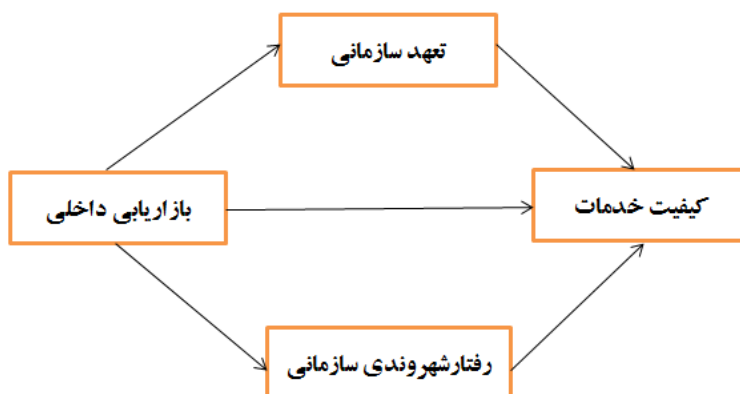 تعهد سازمانی
بازاریابی داخلی
کیفیت خدمات
رفتارشهروندی سازمانی